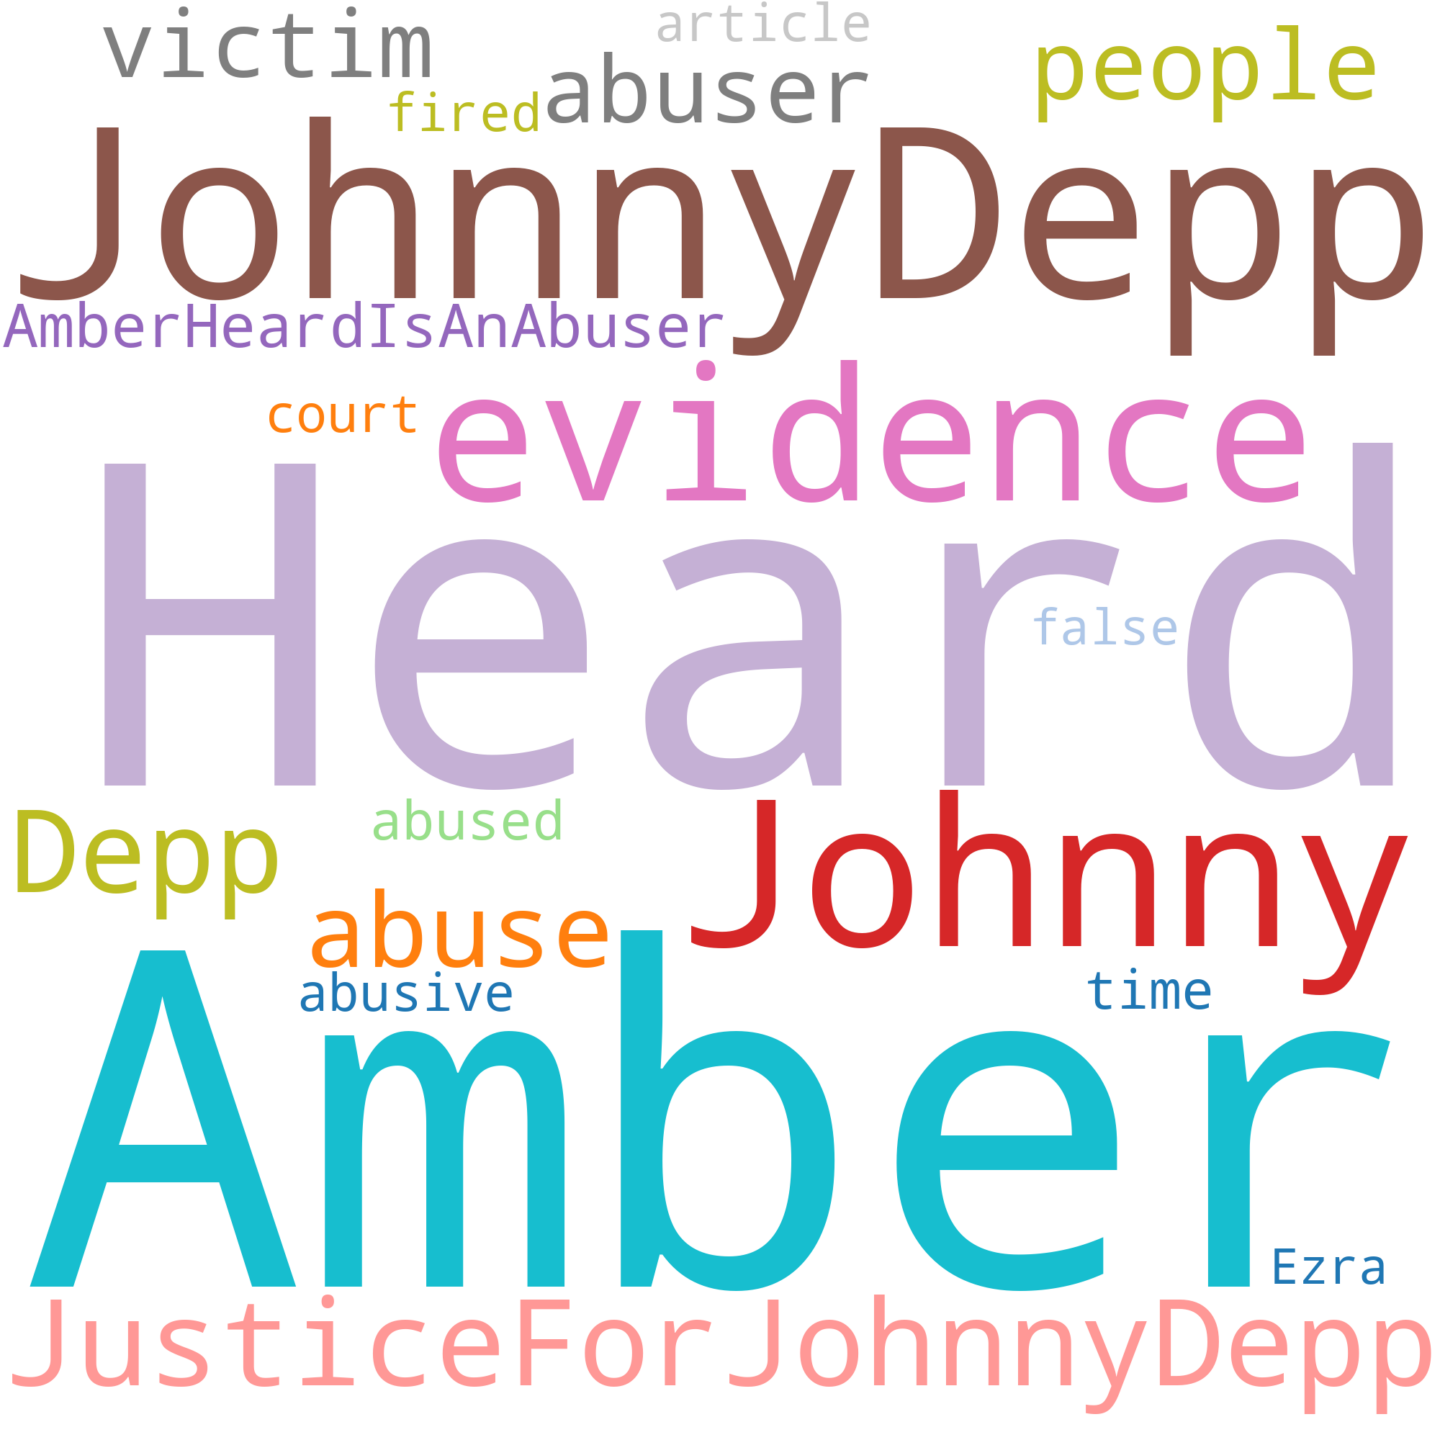 article
victim
people
abuser
fired
JohnnyDepp
AmberHeardIsAnAbuser
evidence
court
Heard
false
abused
Johnny
Depp
abuse
abusive
time
Amber
Ezra
JusticeForJohnnyDepp